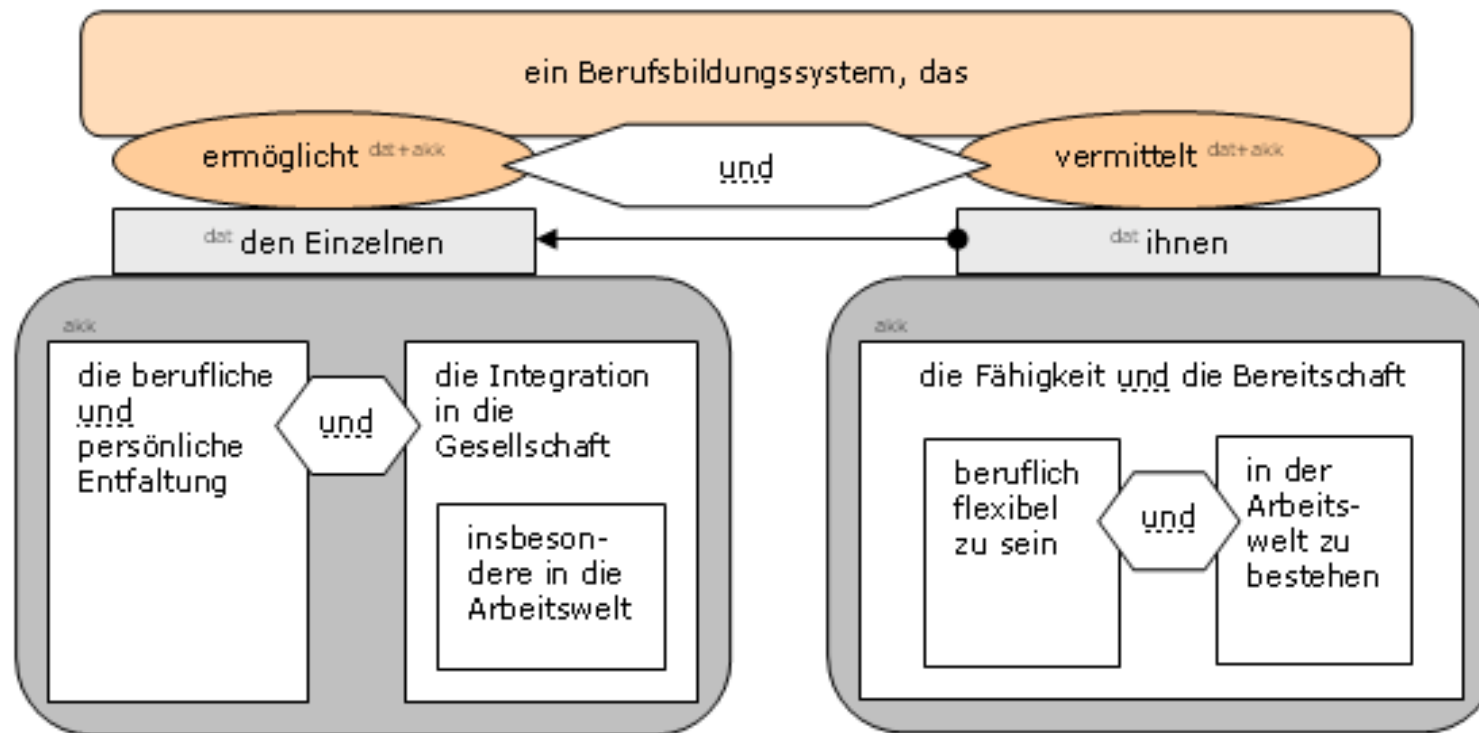 ein Berufsbildungssystem, das
ermöglicht dat+akk
und
vermittelt dat+akk
dat den Einzelnen
dat ihnen
akk
die berufliche
und
persönliche
Entfaltung
und
die Integration
in die
Gesellschaft
insbeson-
dere in die
Arbeitswelt
akk
die Fähigkeit und die Bereitschaft
beruflich
flexibel
zu sein
und
in der
Arbeits-
welt zu
bestehen